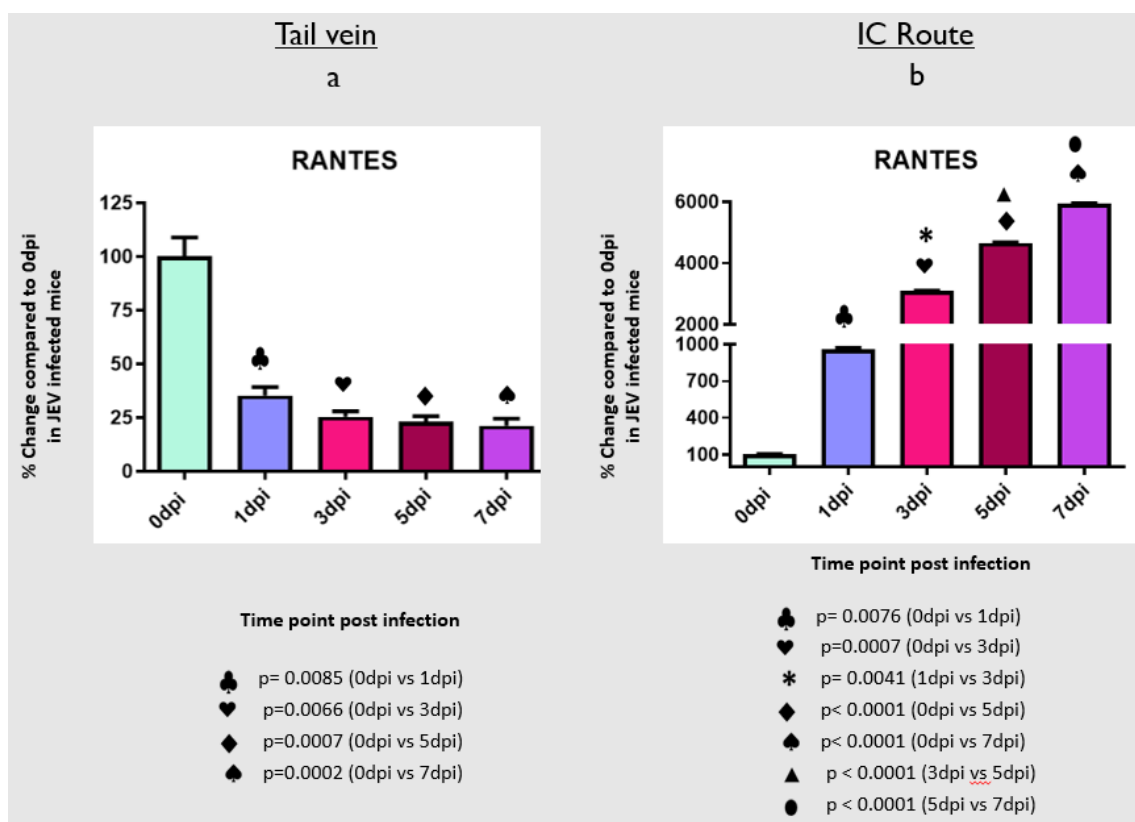 Tail vein
a
RANTES
% Change compared to 0dpi
in JEV infected mice
125
100
75
50
25
0
0dpi
1dpi
3dpi
5dpi
7dpi
Time point post infection
♣ p= 0.0085 (0dpi vs 1dpi)
♥ p=0.0066 (0dpi vs 3dpi)
◆ p=0.0007 (0dpi vs 5dpi)
♠ p=0.0002 (0dpi vs 7dpi)
IC Route
b
RANTES
% Change compared to 0dpi
in JEV infected mice
6000
4000
2000
1000
700
400
100
0dpi
1dpi
3dpi
5dpi
7dpi
Time point post infection
♣ p= 0.0076 (0dpi vs 1dpi)
♥ p=0.0007 (0dpi vs 3dpi)
* p= 0.0041 (1dpi vs 3dpi)
◆ p< 0.0001 (0dpi vs 5dpi)
♠ p< 0.0001 (0dpi vs 7dpi)
▲ p < 0.0001 (3dpi vs 5dpi)
● p < 0.0001 (5dpi vs 7dpi)